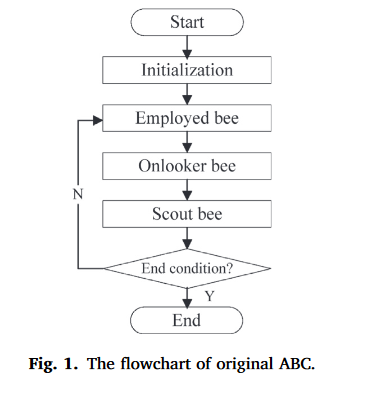 Start
Initialization
Employed bee
Onlooker bee
N
Scout bee
End condition?
Y
End
Fig. 1. The flowchart of original ABC.